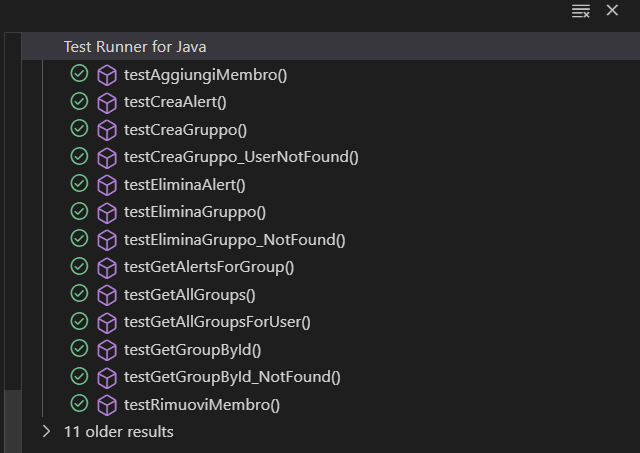 Test Runner for Java
testAggiungiMembro()
testCreaAlert()
testCreaGruppo()
testCreaGruppo_UserNotFound()
testEliminaAlert()
testEliminaGruppo()
testEliminaGruppo_NotFound()
testGetAlertsForGroup()
testGetAllGroups()
testGetAllGroupsForUser()
testGetGroupById()
testGetGroupById_NotFound()
testRimuoviMembro()
11 older results